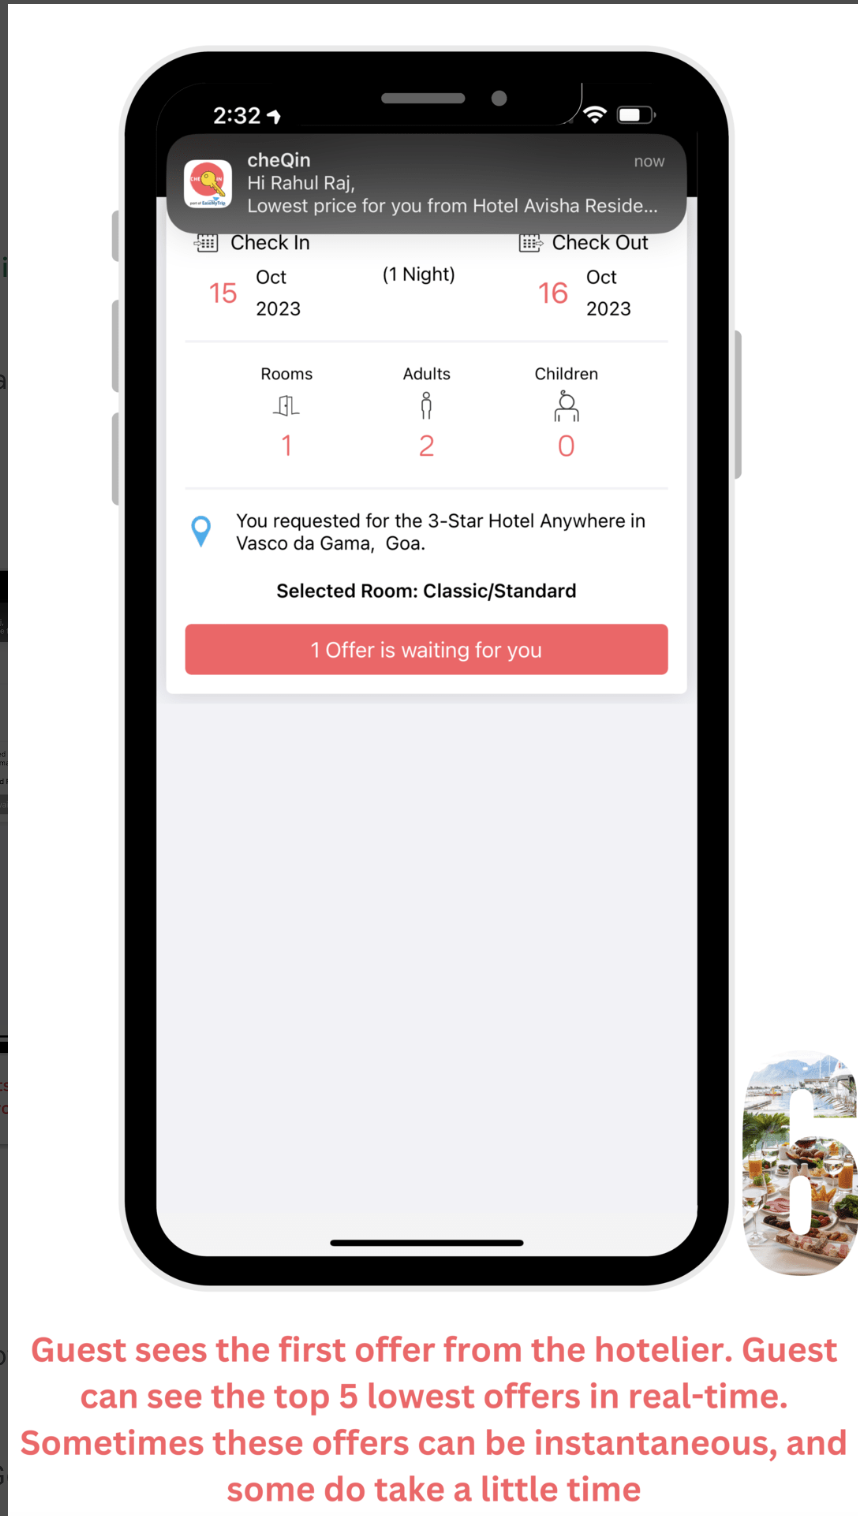 2:32
cheQin
now
Hi Rahul Raj,
Lowest price for you from Hotel Avisha Reside...
Check In
Check Out
15
Oct
2023
(1 Night)
16
Oct
2023
Rooms
Adults
Children
1
2
0
You requested for the 3-Star Hotel Anywhere in
Vasco da Gama, Goa.
Selected Room: Classic/Standard
1 Offer is waiting for you
6
Guest sees the first offer from the hotelier. Guest
can see the top 5 lowest offers in real-time.
Sometimes these offers can be instantaneous, and
some do take a little time